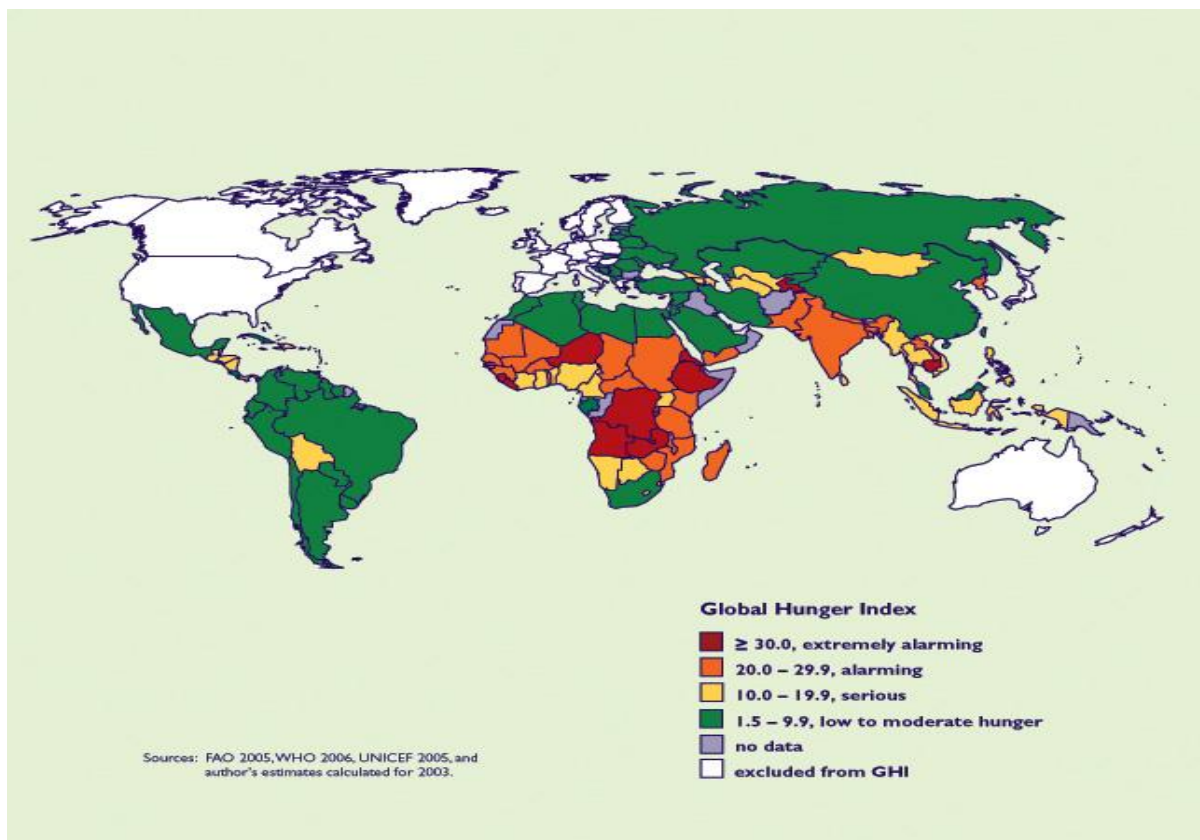 Global Hunger Index
≥ 30.0, extremely alarming
20.0 – 29.9, alarming
10.0 – 19.9, serious
1.5 – 9.9, low to moderate hunger
no data
excluded from GHI
Sources: FAO 2005,WHO 2006, UNICEF 2005, and
author's estimates calculated for 2003.